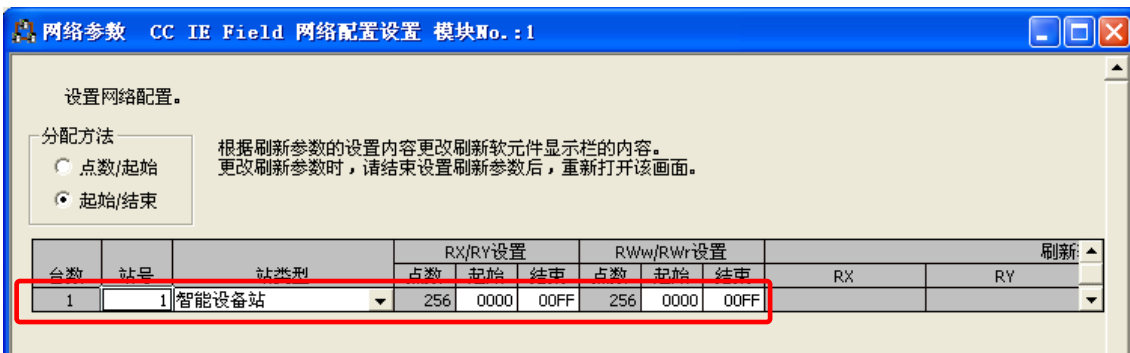 网络参数 CC IE Field 网络配置设置 模块No.:1
设置网络配置。
分配方法
点数/起始
起始/结束
根据刷新参数的设置内容更改刷新软元件显示栏的内容。
更改刷新参数时，请结束设置刷新参数后，重新打开该画面。
RX/RY设置 RWw/RWr设置 刷新
台数 站号 站类型 点数 起始 结束 点数 起始 结束 RX RY
1 1 智能设备站 256 0000 00FF 256 0000 00FF